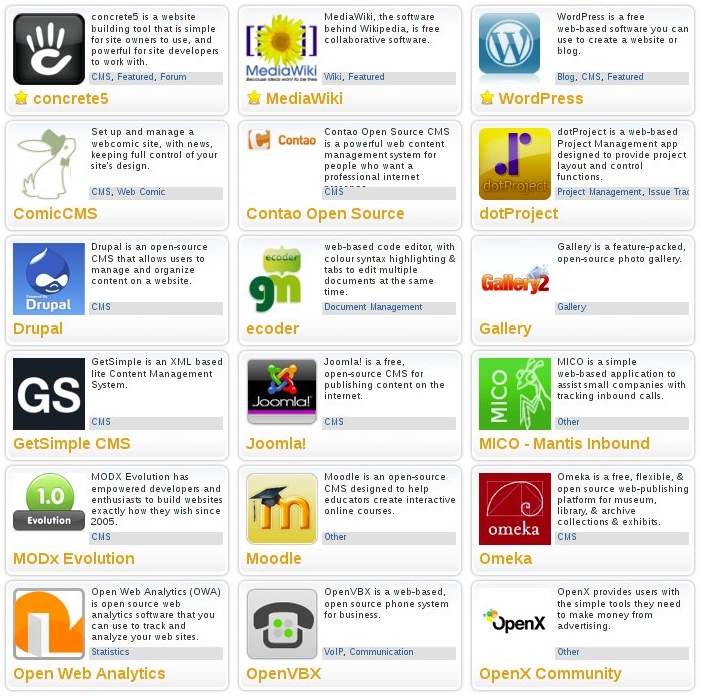 concrete5 is a website
building tool that is simple
for site owners to use, and
powerful for site developers
to work with.
CMS, Featured, Forum
concrete5
MediaWiki
MediaWiki, the software
behind Wikipedia, is free
collaborative software.
Wiki, Featured
MediaWiki
WordPress is a free
web-based software you can
use to create a website or
blog.
Blog, CMS, Featured
WordPress
Set up and manage a
webcomic site, with news,
keeping full control of your
site's design.
CMS, Web Comic
ComicCMS
Contao
Contao Open Source CMS
is a powerful web content
management system for
people who want a
professional internet
CMS
Contao Open Source
dotProject
dotProject is a web-based
Project Management app
designed to provide project
layout and control
functions.
Project Management, Issue Trac
dotProject
Powered By
Drupal
Drupal is an open-source
CMS that allows users to
manage and organize
content on a website.
CMS
Drupal
ecoder
gn
web-based code editor, with
colour syntax highlighting &
tabs to edit multiple
documents at the same
time.
Document Management
ecoder
Gallery2
Gallery is a feature-packed,
open-source photo gallery.
Gallery
Gallery
GS
GetSimple is an XML based
lite Content Management
System.
CMS
GetSimple CMS
Joomla!
Joomla! is a free,
open-source CMS for
publishing content on the
internet.
CMS
Joomla!
MICO
MICO is a simple
web-based application to
assist small companies with
tracking inbound calls.
Other
MICO - Mantis Inbound
1.0
Evolution
MODX Evolution has
empowered developers and
enthusiasts to build websites
exactly how they wish since
2005.
CMS
MODx Evolution
m
Moodle is an open-source
CMS designed to help
educators create interactive
online courses.
Other
Moodle
omeka
Omeka is a free, flexible, &
open source web-publishing
platform for museum,
library, & archive
collections & exhibits.
CMS
Omeka
Open Web Analytics (OWA)
is open source web
analytics software that you
can use to track and
analyze your web sites.
Statistics
Open Web Analytics
OpenVBX is a web-based,
open source phone system
for business.
VoIP, Communication
OpenVBX
OpenX
OpenX provides users with
the simple tools they need
to make money from
advertising.
Other
OpenX Community